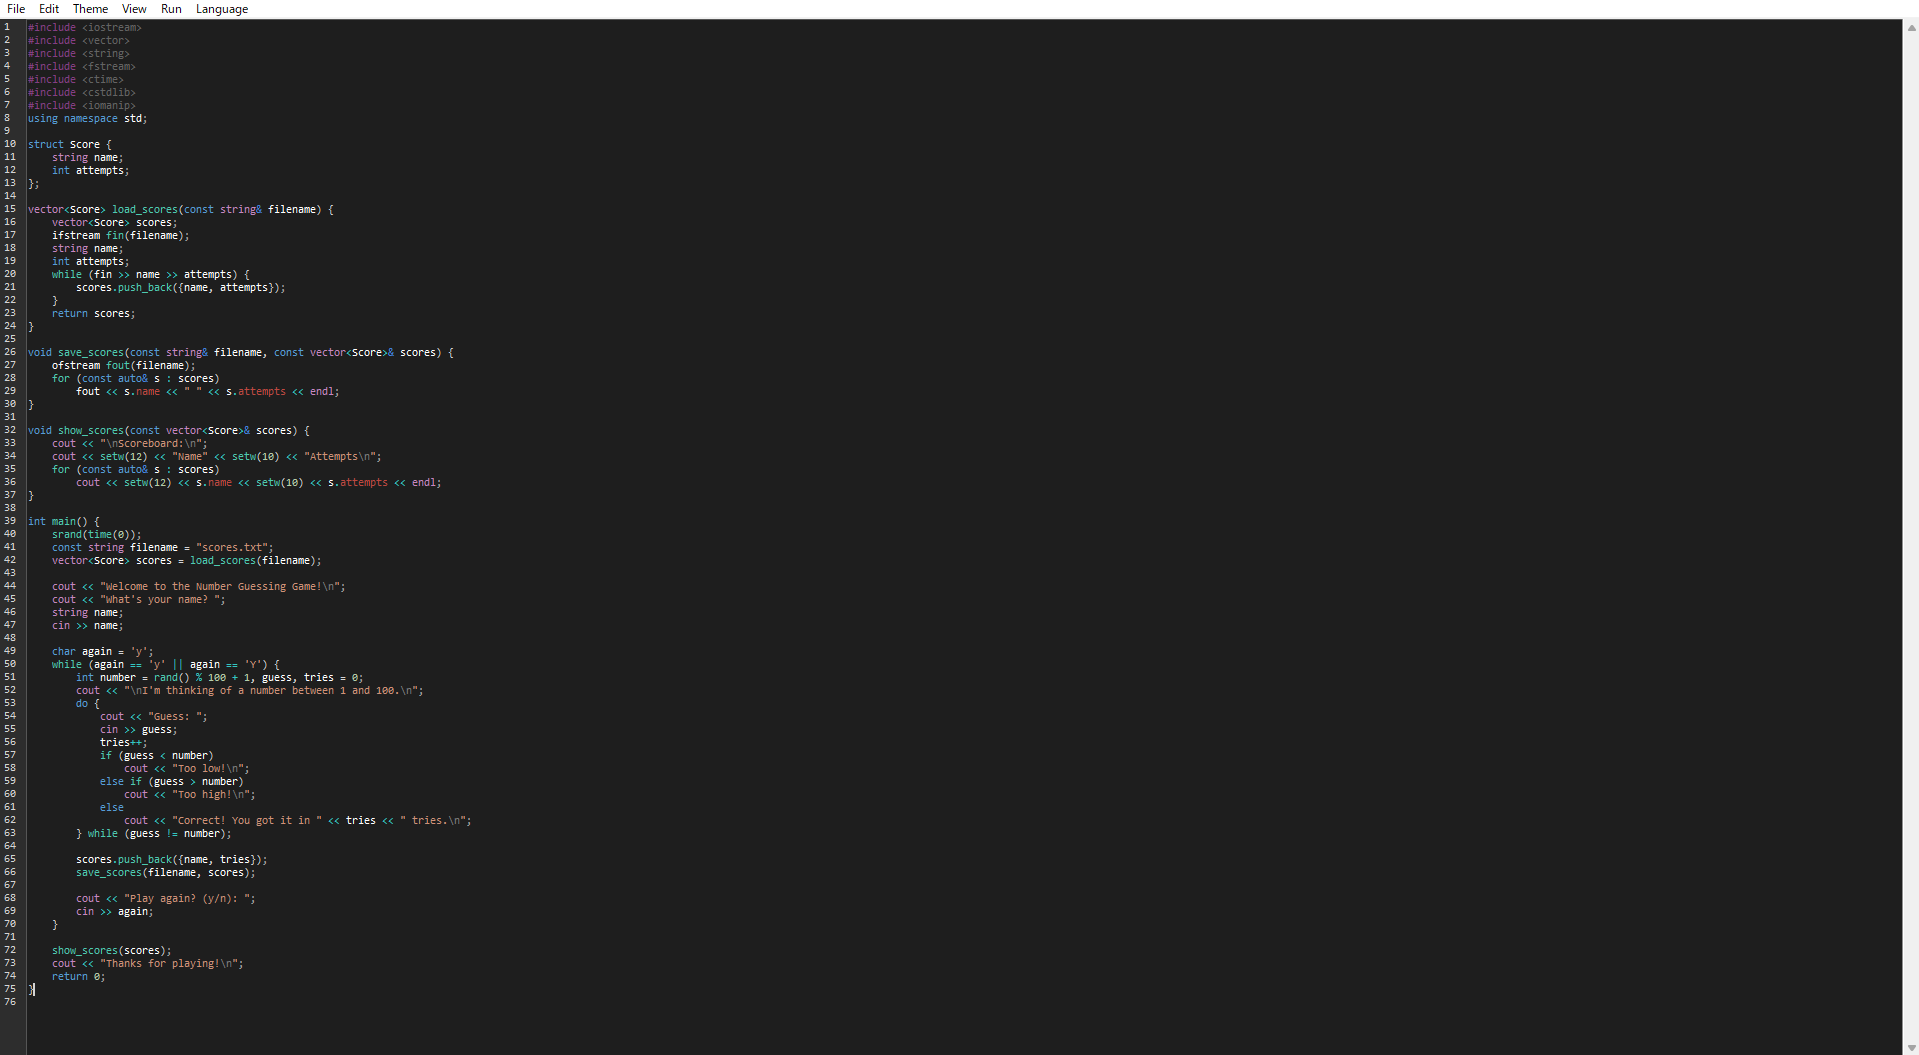 File Edit Theme View Run Language
1 #include <iostream>
2 #include <vector>
3 #include <string>
4 #include <fstream>
5 #include <ctime>
6 #include <cstdlib>
7 #include <iomanip>
8 using namespace std;
9
10 struct Score {
11     string name;
12     int attempts;
13 };
14
15 vector<Score> load_scores(const string& filename) {
16     vector<Score> scores;
17     ifstream fin(filename);
18     string name;
19     int attempts;
20     while (fin >> name >> attempts) {
21         scores.push_back({name, attempts});
22     }
23     return scores;
24 }
25
26 void save_scores(const string& filename, const vector<Score>& scores) {
27     ofstream fout(filename);
28     for (const auto& s : scores)
29         fout << s.name << " " << s.attempts << endl;
30 }
31
32 void show_scores(const vector<Score>& scores) {
33     cout << "\nScoreboard:\n";
34     cout << setw(12) << "Name" << setw(10) << "Attempts\n";
35     for (const auto& s : scores)
36         cout << setw(12) << s.name << setw(10) << s.attempts << endl;
37 }
38
39 int main() {
40     srand(time(0));
41     const string filename = "scores.txt";
42     vector<Score> scores = load_scores(filename);
43
44     cout << "Welcome to the Number Guessing Game!\n";
45     cout << "What's your name? ";
46     string name;
47     cin >> name;
48
49     char again = 'y';
50     while (again == 'y' || again == 'Y') {
51         int number = rand() % 100 + 1, guess, tries = 0;
52         cout << "\nI'm thinking of a number between 1 and 100.\n";
53         do {
54             cout << "Guess: ";
55             cin >> guess;
56             tries++;
57             if (guess < number)
58                 cout << "Too low!\n";
59             else if (guess > number)
60                 cout << "Too high!\n";
61             else
62                 cout << "Correct! You got it in " << tries << " tries.\n";
63         } while (guess != number);
64
65         scores.push_back({name, tries});
66         save_scores(filename, scores);
67
68         cout << "Play again? (y/n): ";
69         cin >> again;
70     }
71
72     show_scores(scores);
73     cout << "Thanks for playing!\n";
74     return 0;
75 }
76